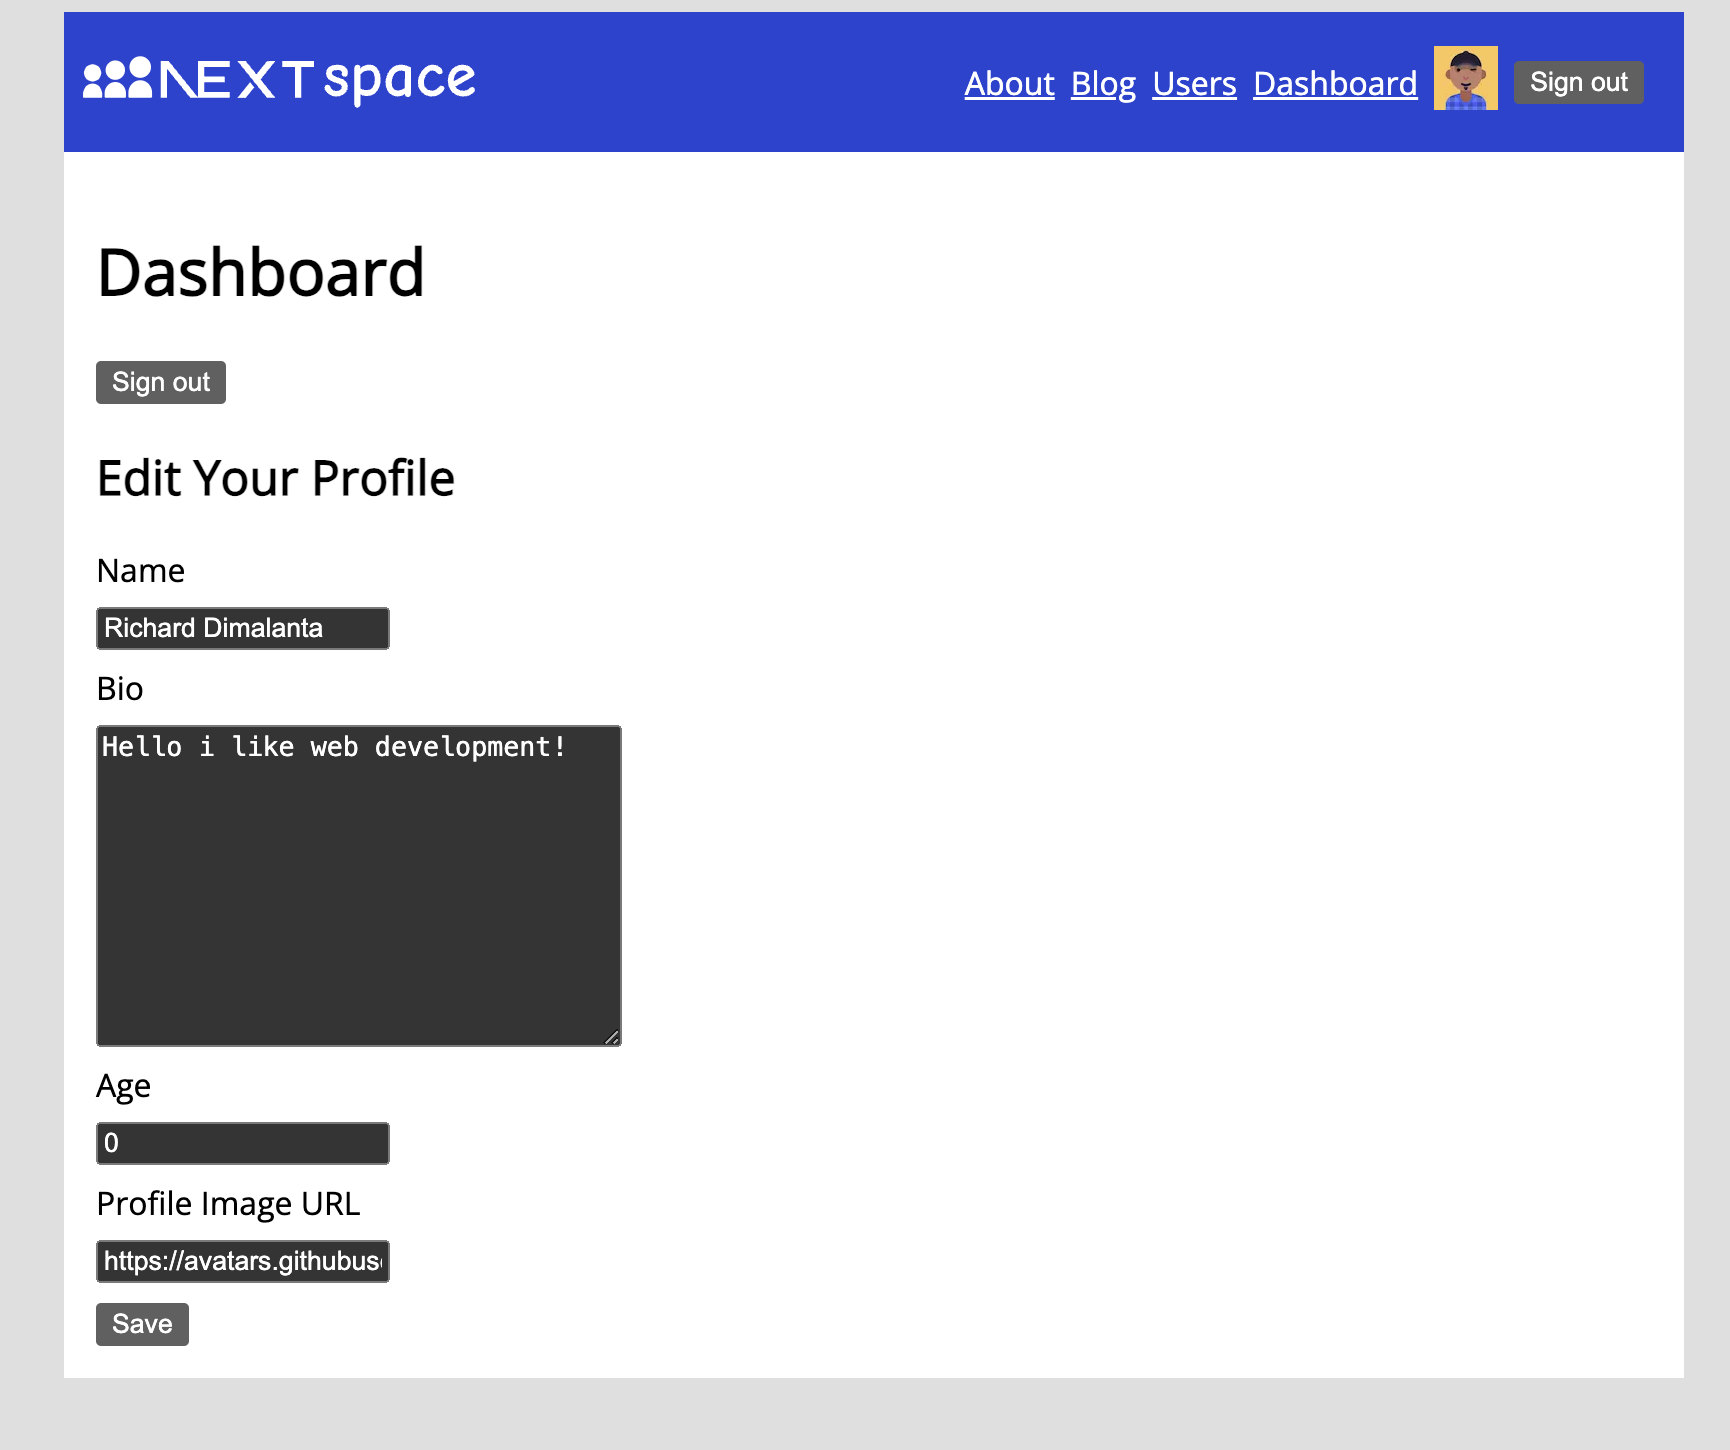 NEXT space
About Blog Users Dashboard Sign out
Dashboard
Sign out
Edit Your Profile
Name
Richard Dimalanta
Bio
Hello i like web development!
Age
0
Profile Image URL
https://avatars.githubus
Save